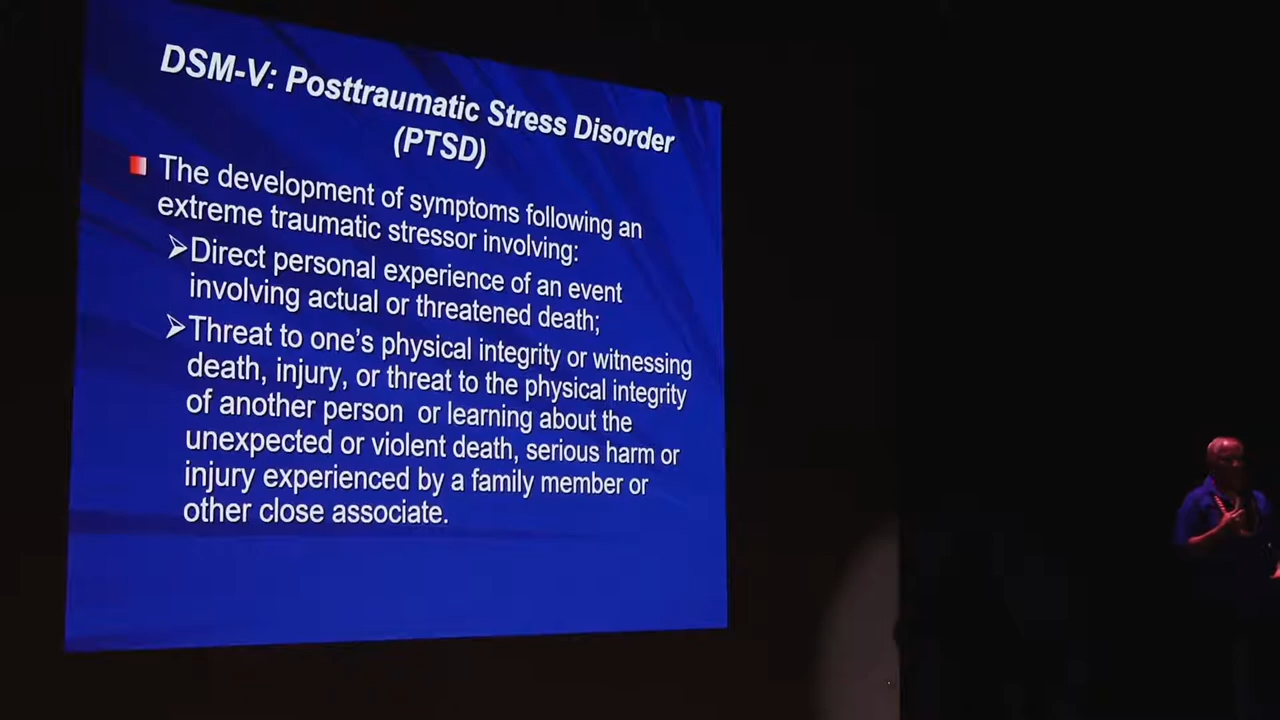 DSM-V: Posttraumatic Stress Disorder
(PTSD)
The development of symptoms following an
extreme traumatic stressor involving:
Direct personal experience of an event
involving actual or threatened death;
Threat to one's physical integrity or witnessing
death, injury, or threat to the physical integrity
of another person or learning about the
unexpected or violent death, serious harm or
injury experienced by a family member or
other close associate.